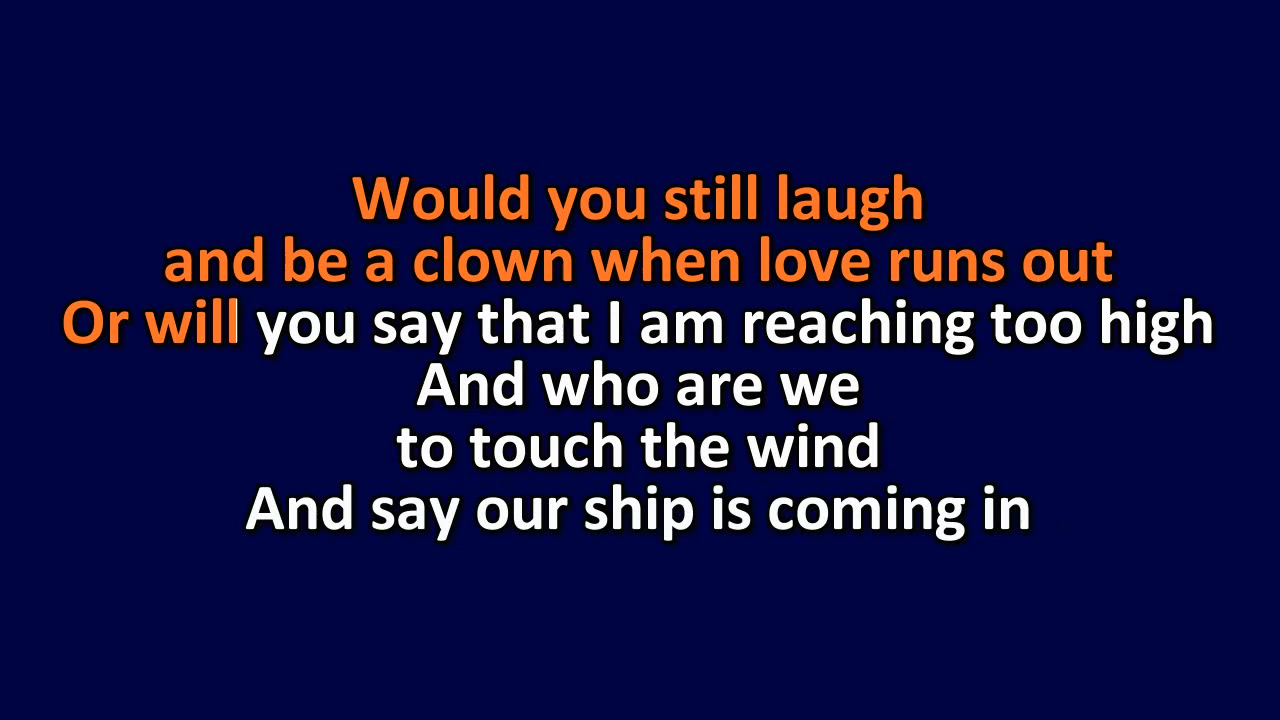 Would you still laugh
and be a clown when love runs out
Or will you say that I am reaching too high
And who are we
to touch the wind
And say our ship is coming in